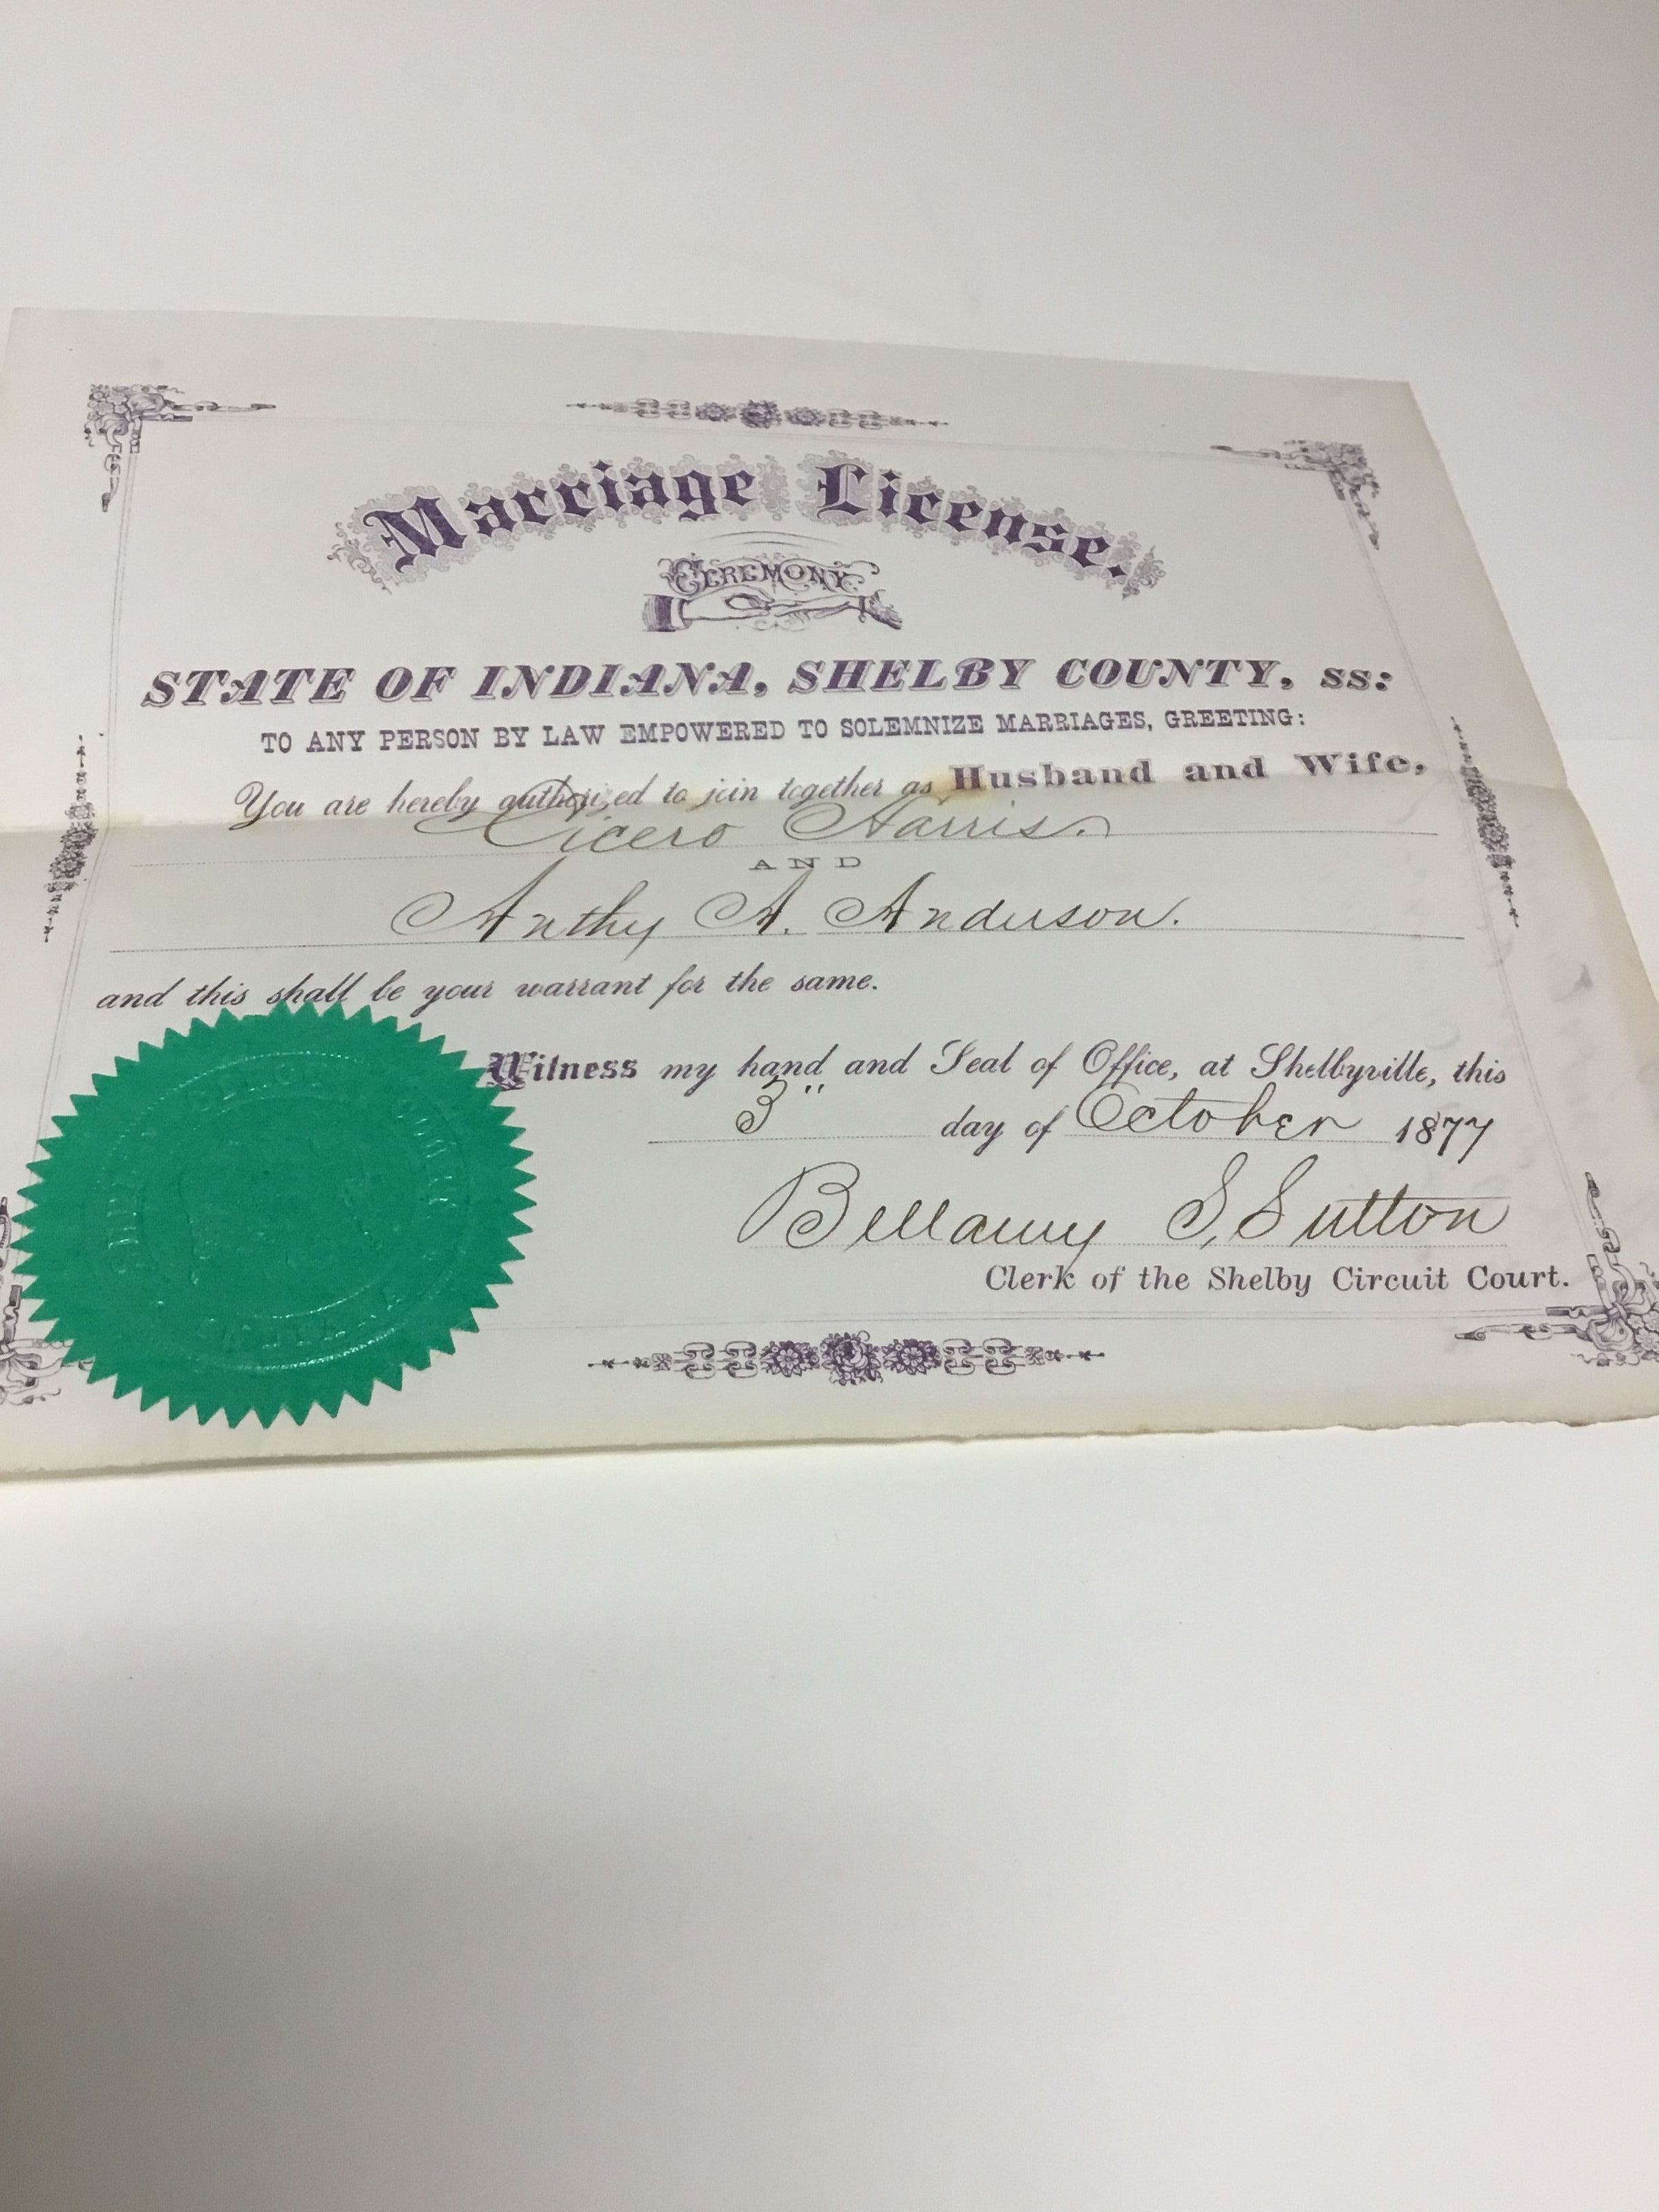 Marriage License.
CEREMONY.
STATE OF INDIANA, SHELBY COUNTY, ss:
TO ANY PERSON BY LAW EMPOWERED TO SOLEMNIZE MARRIAGES, GREETING:
You are hereby authorized to join together as Husband and Wife,
Cicero Harris.
AND
Anthy A. Anderson.
and this shall be your warrant for the same.
Witness my hand and Seal of Office, at Shelbyville, this
3" day of October 1877
Bellamy S. Sutton
Clerk of the Shelby Circuit Court.